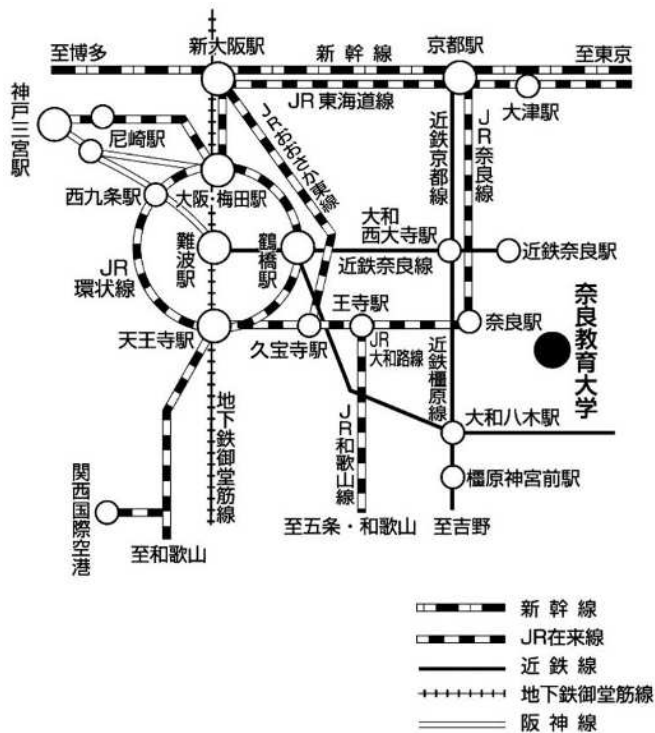 至博多
新大阪駅
新幹線
京都駅
至東京
神戸三宮駅
JR東海道線
大津駅
尼崎駅
JRおおさか東線
近鉄京都線
JR奈良線
西九条駅
大阪・梅田駅
大和
西大寺駅
難波駅
鶴橋駅
近鉄奈良線
近鉄奈良駅
JR
環状線
天王寺駅
久宝寺駅
王寺駅
JR
大和路線
奈良駅
奈良教育大学
近鉄橿原線
地下鉄御堂筋線
JR和歌山線
大和八木駅
関西国際空港
橿原神宮前駅
至和歌山
至五条・和歌山
至吉野
新幹線
JR在来線
近鉄線
地下鉄御堂筋線
阪神線